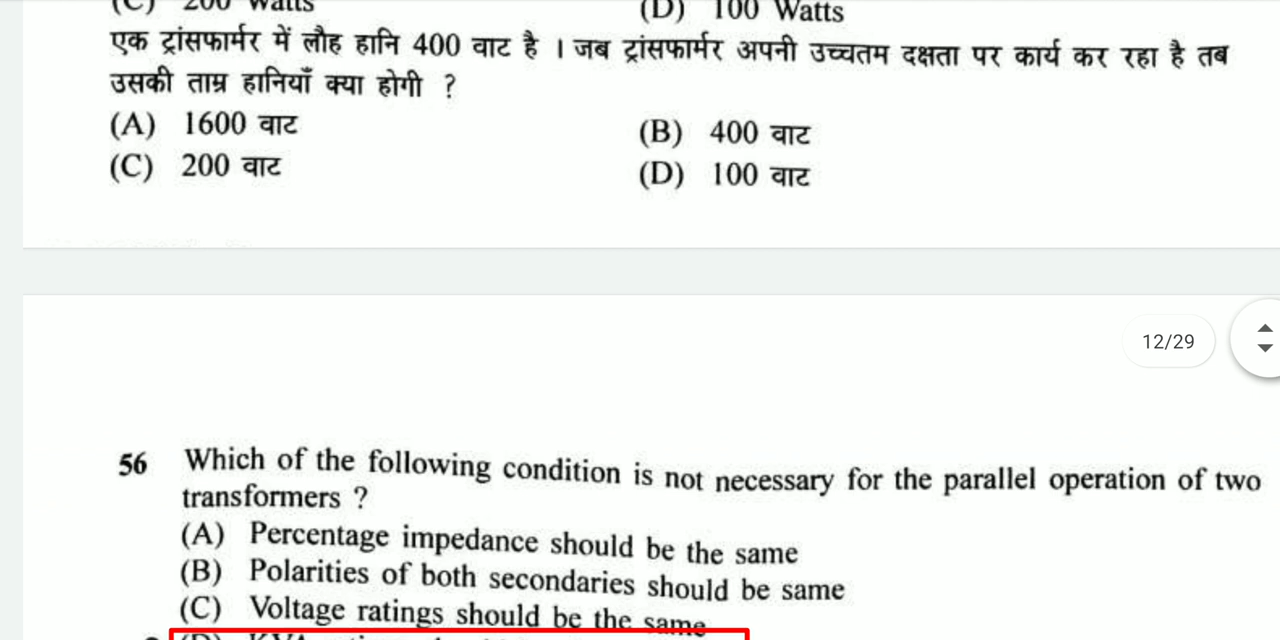 (C) 200 Watts (D) 100 Watts
एक ट्रांसफार्मर में लौह हानि 400 वाट है । जब ट्रांसफार्मर अपनी उच्चतम दक्षता पर कार्य कर रहा है तब
उसकी ताम्र हानियाँ क्या होगी ?
(A) 1600 वाट (B) 400 वाट
(C) 200 वाट (D) 100 वाट
12/29
56 Which of the following condition is not necessary for the parallel operation of two
transformers ?
(A) Percentage impedance should be the same
(B) Polarities of both secondaries should be same
(C) Voltage ratings should be the same
(D) KVA